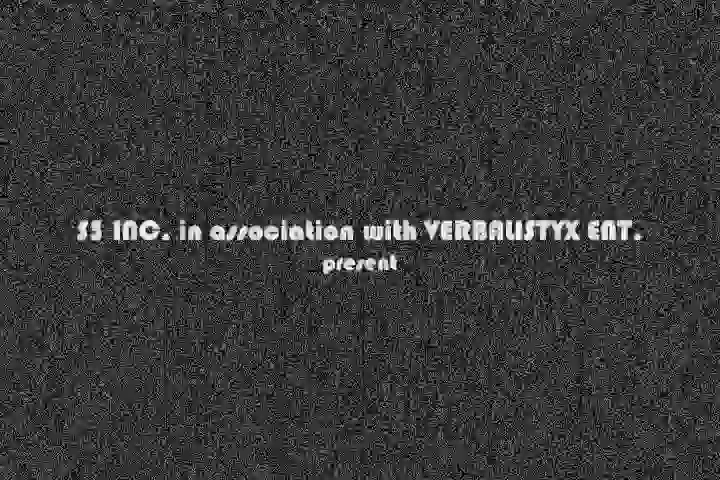 SS INC. in association with VERBALISTYX ENT.
present